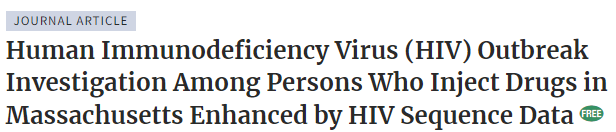 JOURNAL ARTICLE
Human Immunodeficiency Virus (HIV) Outbreak
Investigation Among Persons Who Inject Drugs in
Massachusetts Enhanced by HIV Sequence Data FREE